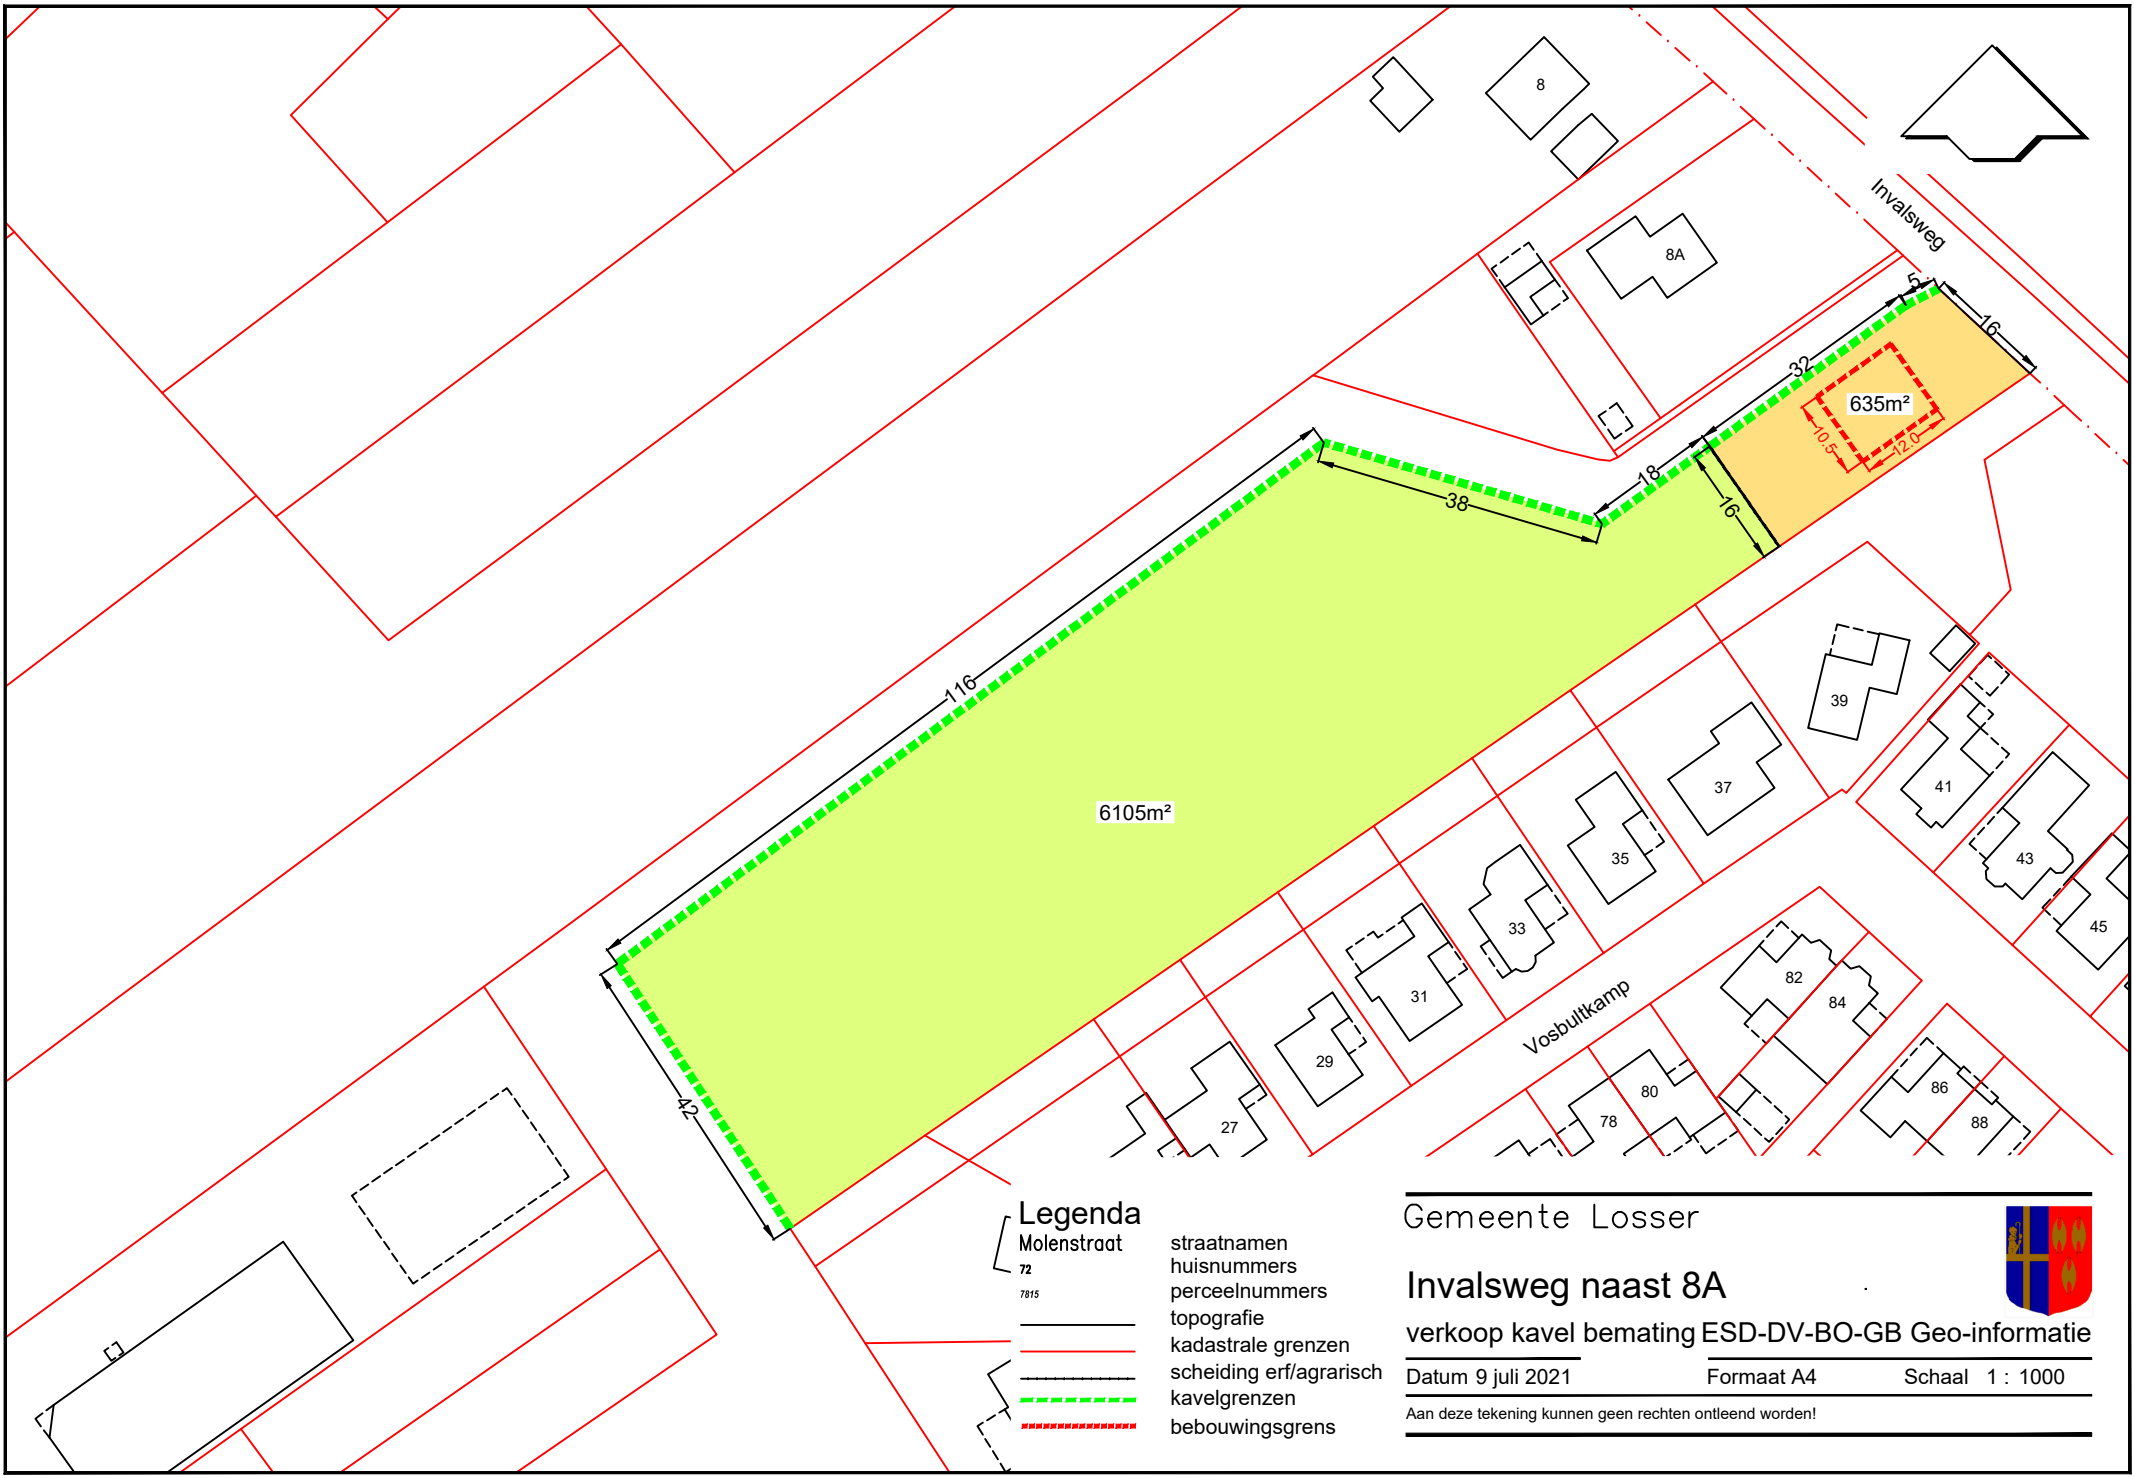 8
Invalsweg
8A
5
16
32
635m²
10.5
12.0
18
16
38
116
39
37
41
6105m²
35
43
33
45
31
82
84
Vosbultkamp
29
42
27
78
80
86
88
Legenda
Molenstraat straatnamen
72 huisnummers
7815 perceelnummers
topografie
kadastrale grenzen
scheiding erf/agrarisch
kavelgrenzen
bebouwingsgrens
Gemeente Losser
Invalsweg naast 8A
verkoop kavel bemating ESD-DV-BO-GB Geo-informatie
Datum 9 juli 2021 Formaat A4 Schaal 1 : 1000
Aan deze tekening kunnen geen rechten ontleend worden!